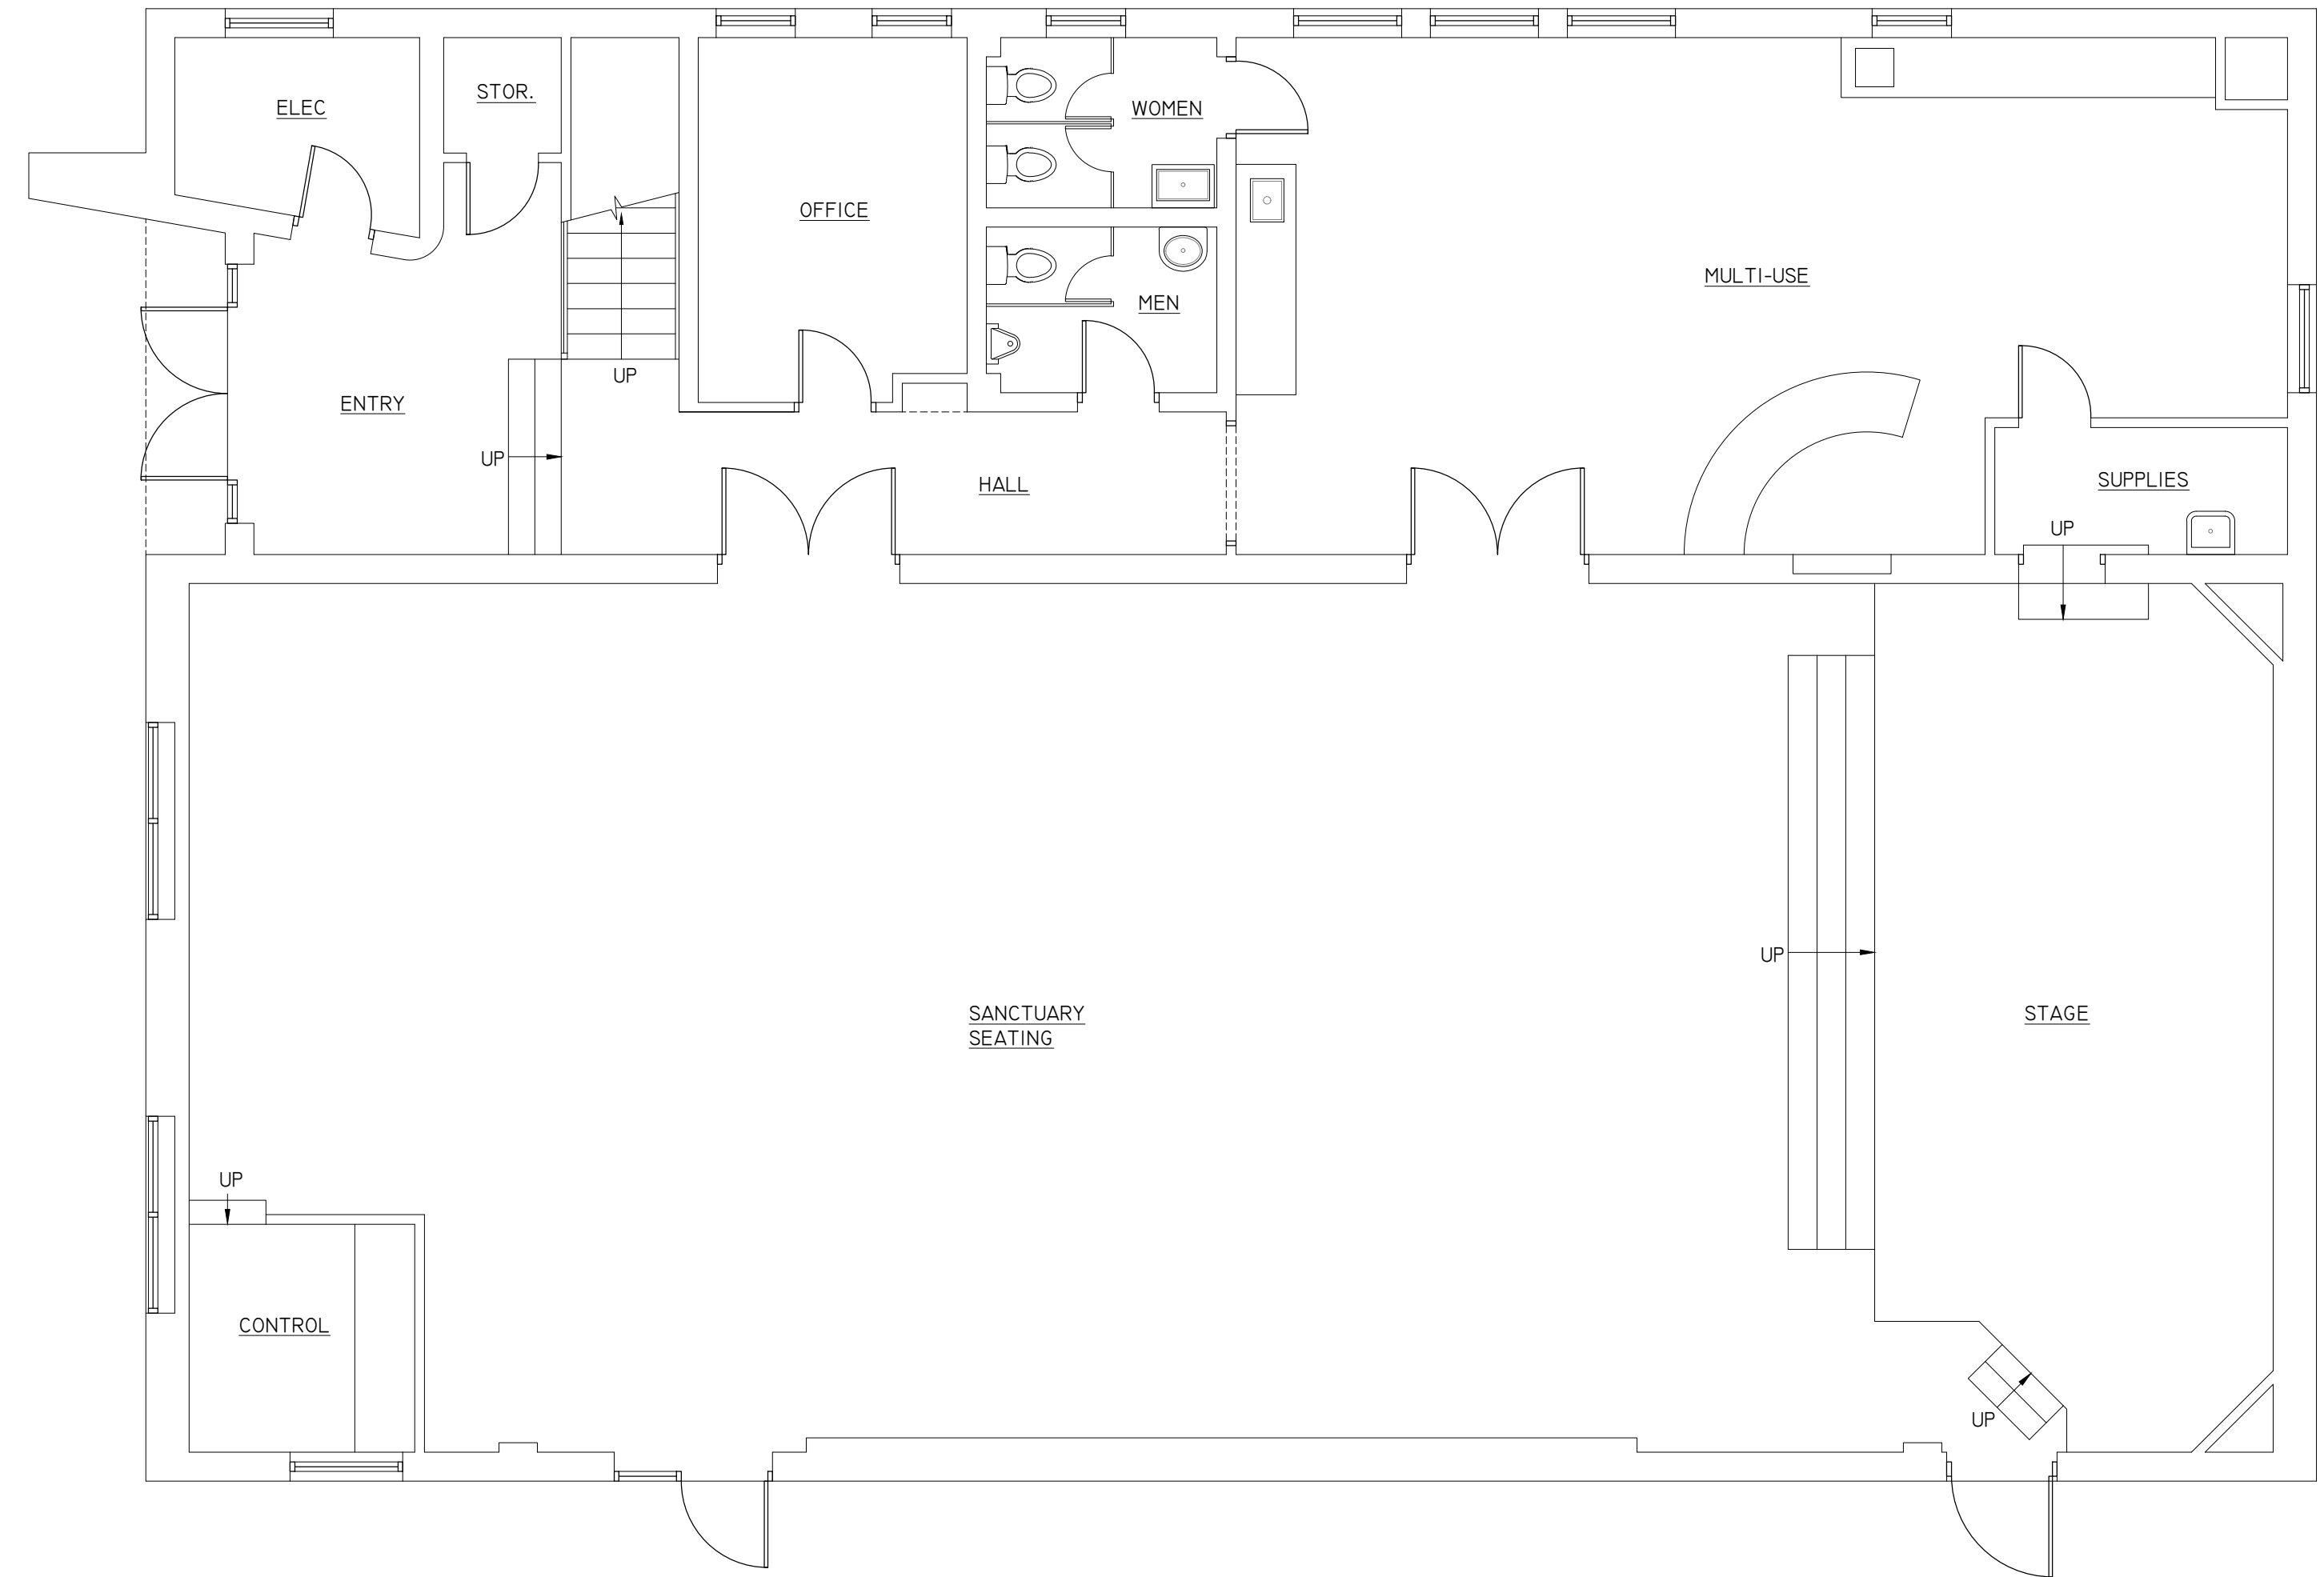 STOR.
ELEC
WOMEN
OFFICE
MULTI-USE
MEN
UP
ENTRY
UP
HALL
SUPPLIES
UP
UP
SANCTUARY
SEATING
STAGE
UP
CONTROL
UP